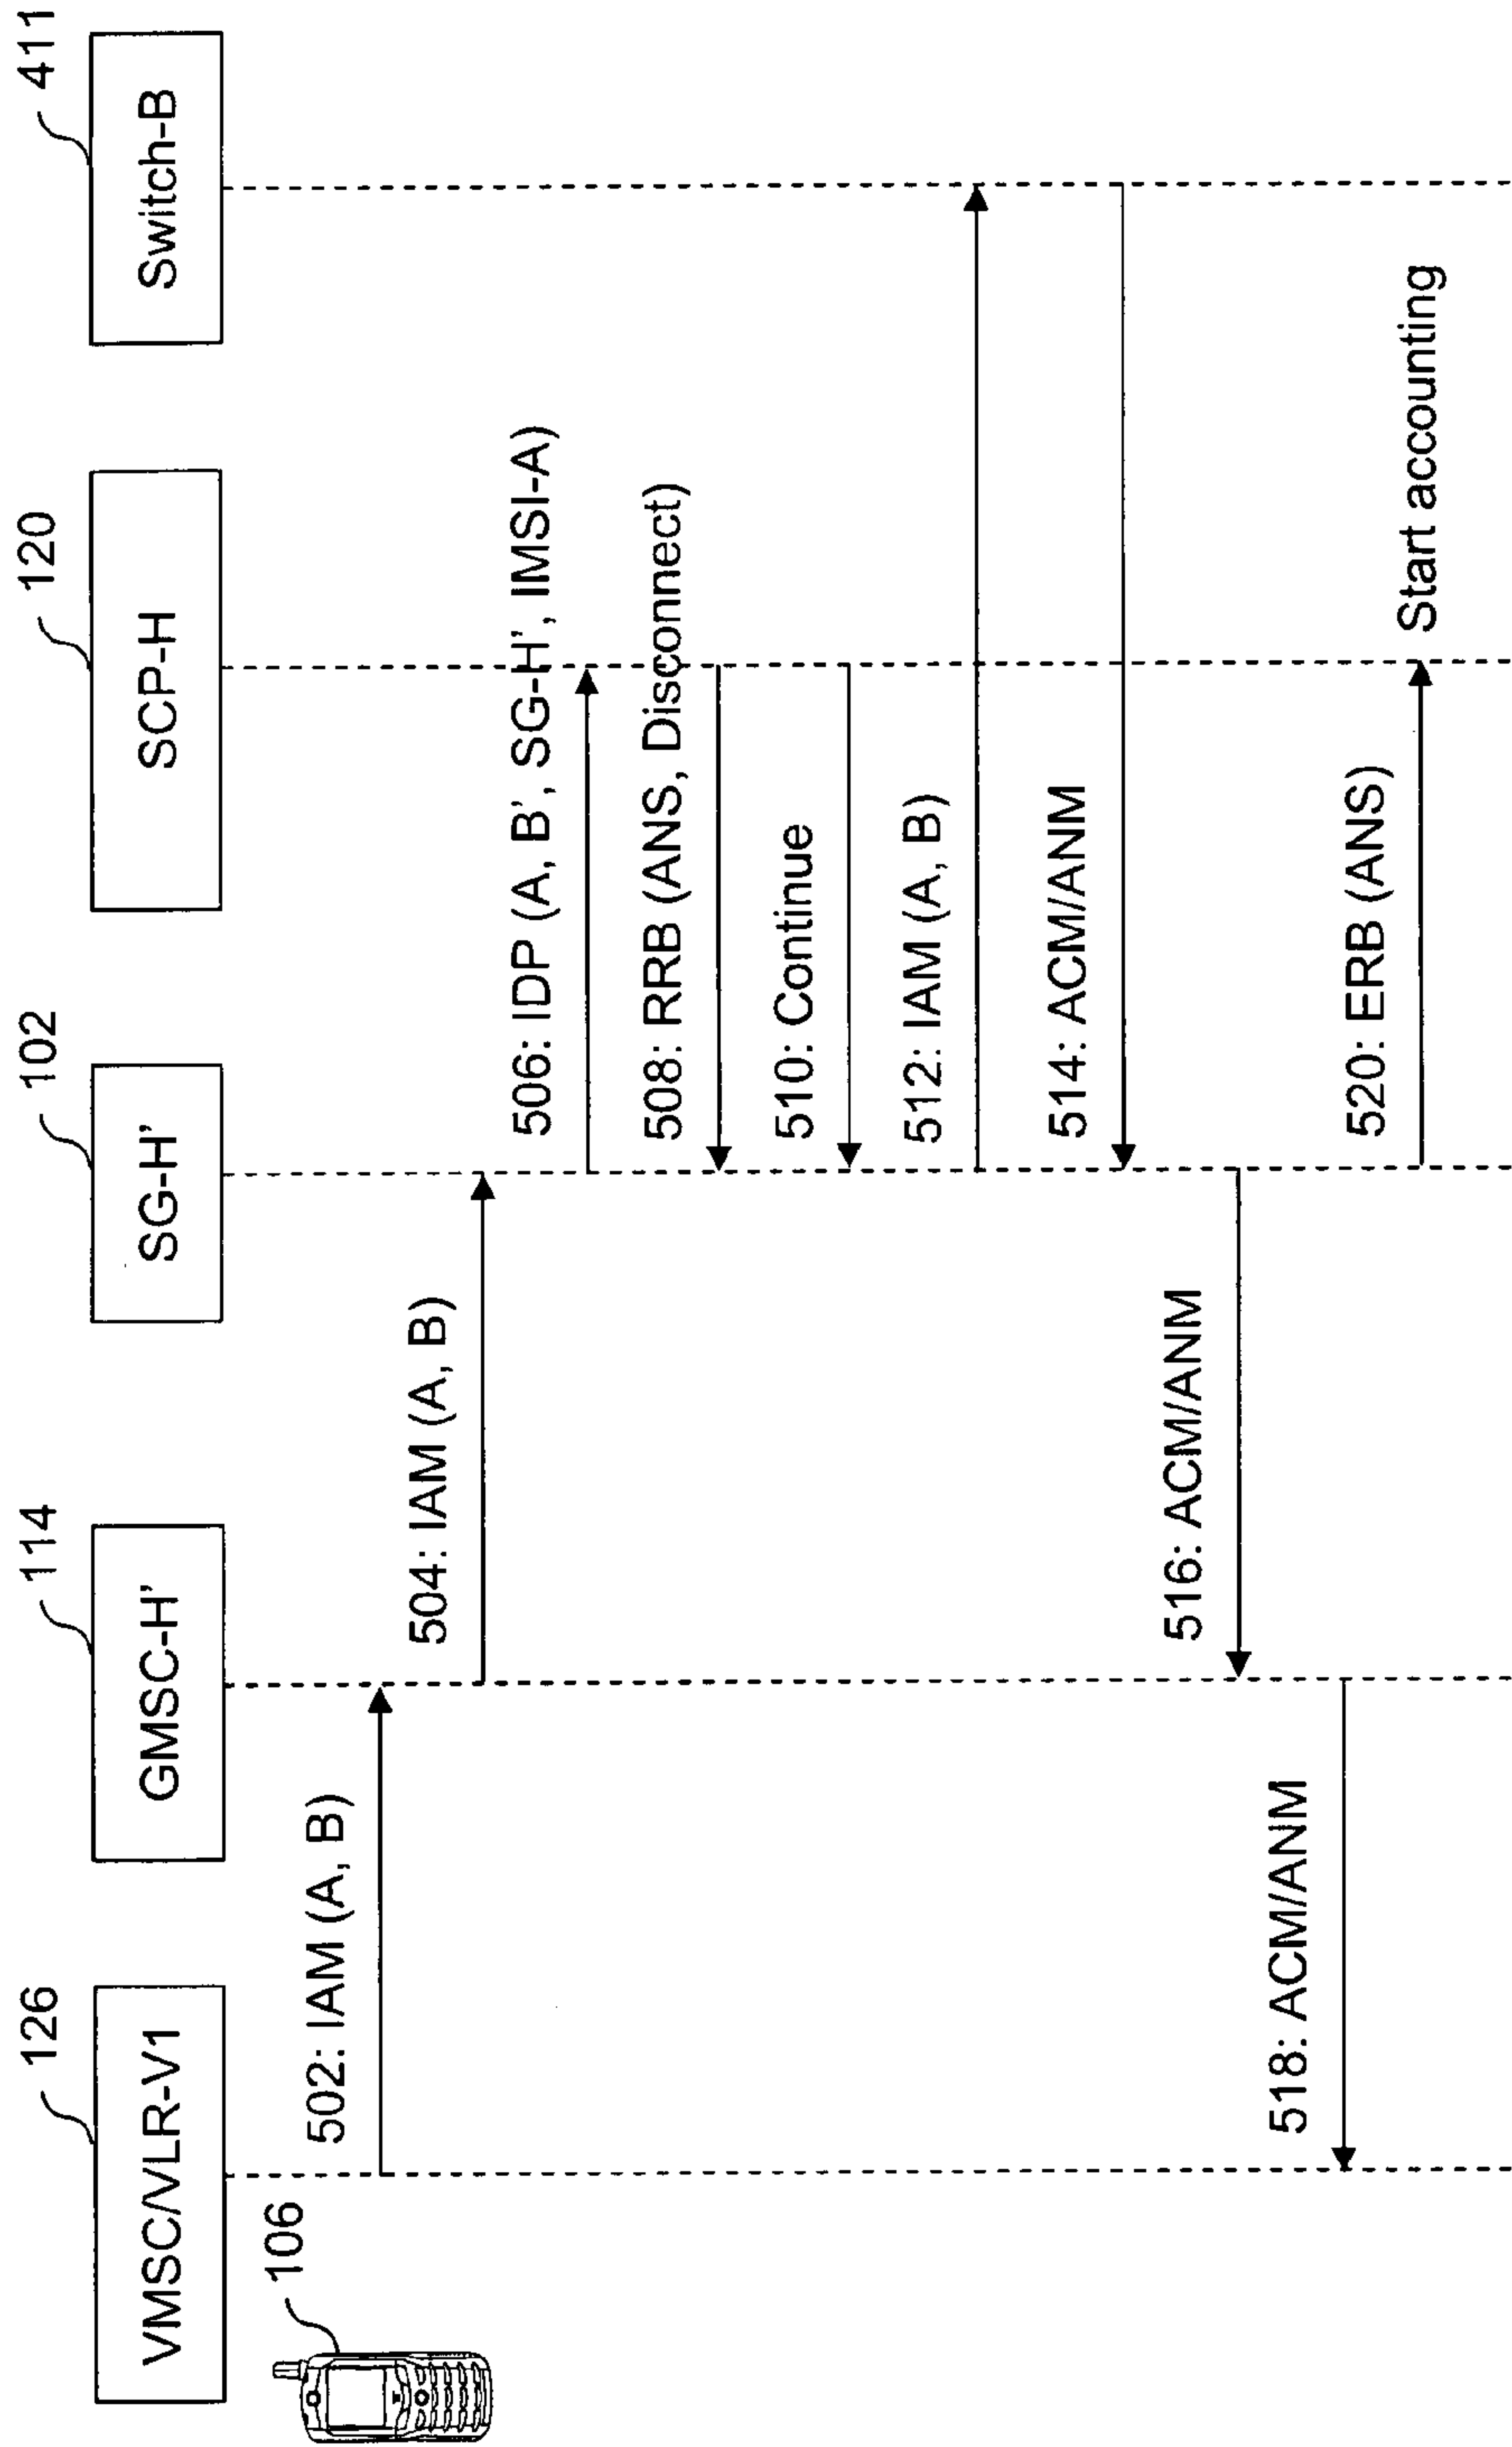 126
114
102
120
411
VMSC/VLR-V1
GMSC-H'
SG-H'
SCP-H
Switch-B
106
502: IAM (A, B)
504: IAM (A, B)
506: IDP (A, B', SG-H', IMSI-A)
508: RRB (ANS, Disconnect)
510: Continue
512: IAM (A, B)
514: ACM/ANM
516: ACM/ANM
518: ACM/ANM
520: ERB (ANS)
Start accounting